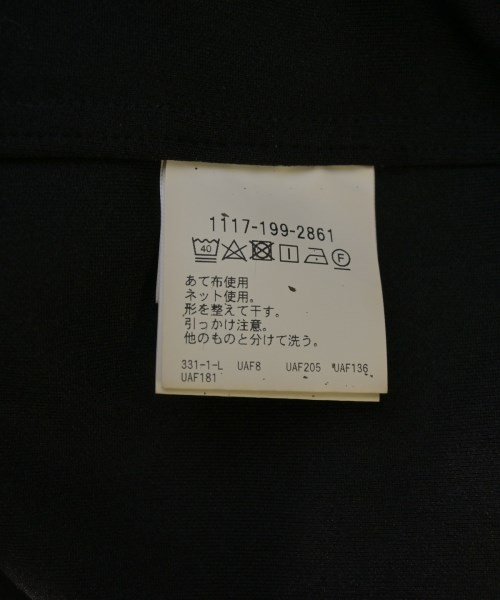 1117-199-2861
40 F
あて布使用
ネット使用。
形を整えて干す。
引っかけ注意。
他のものと分けて洗う。
331-1-L UAF8 UAF205 UAF136
UAF181